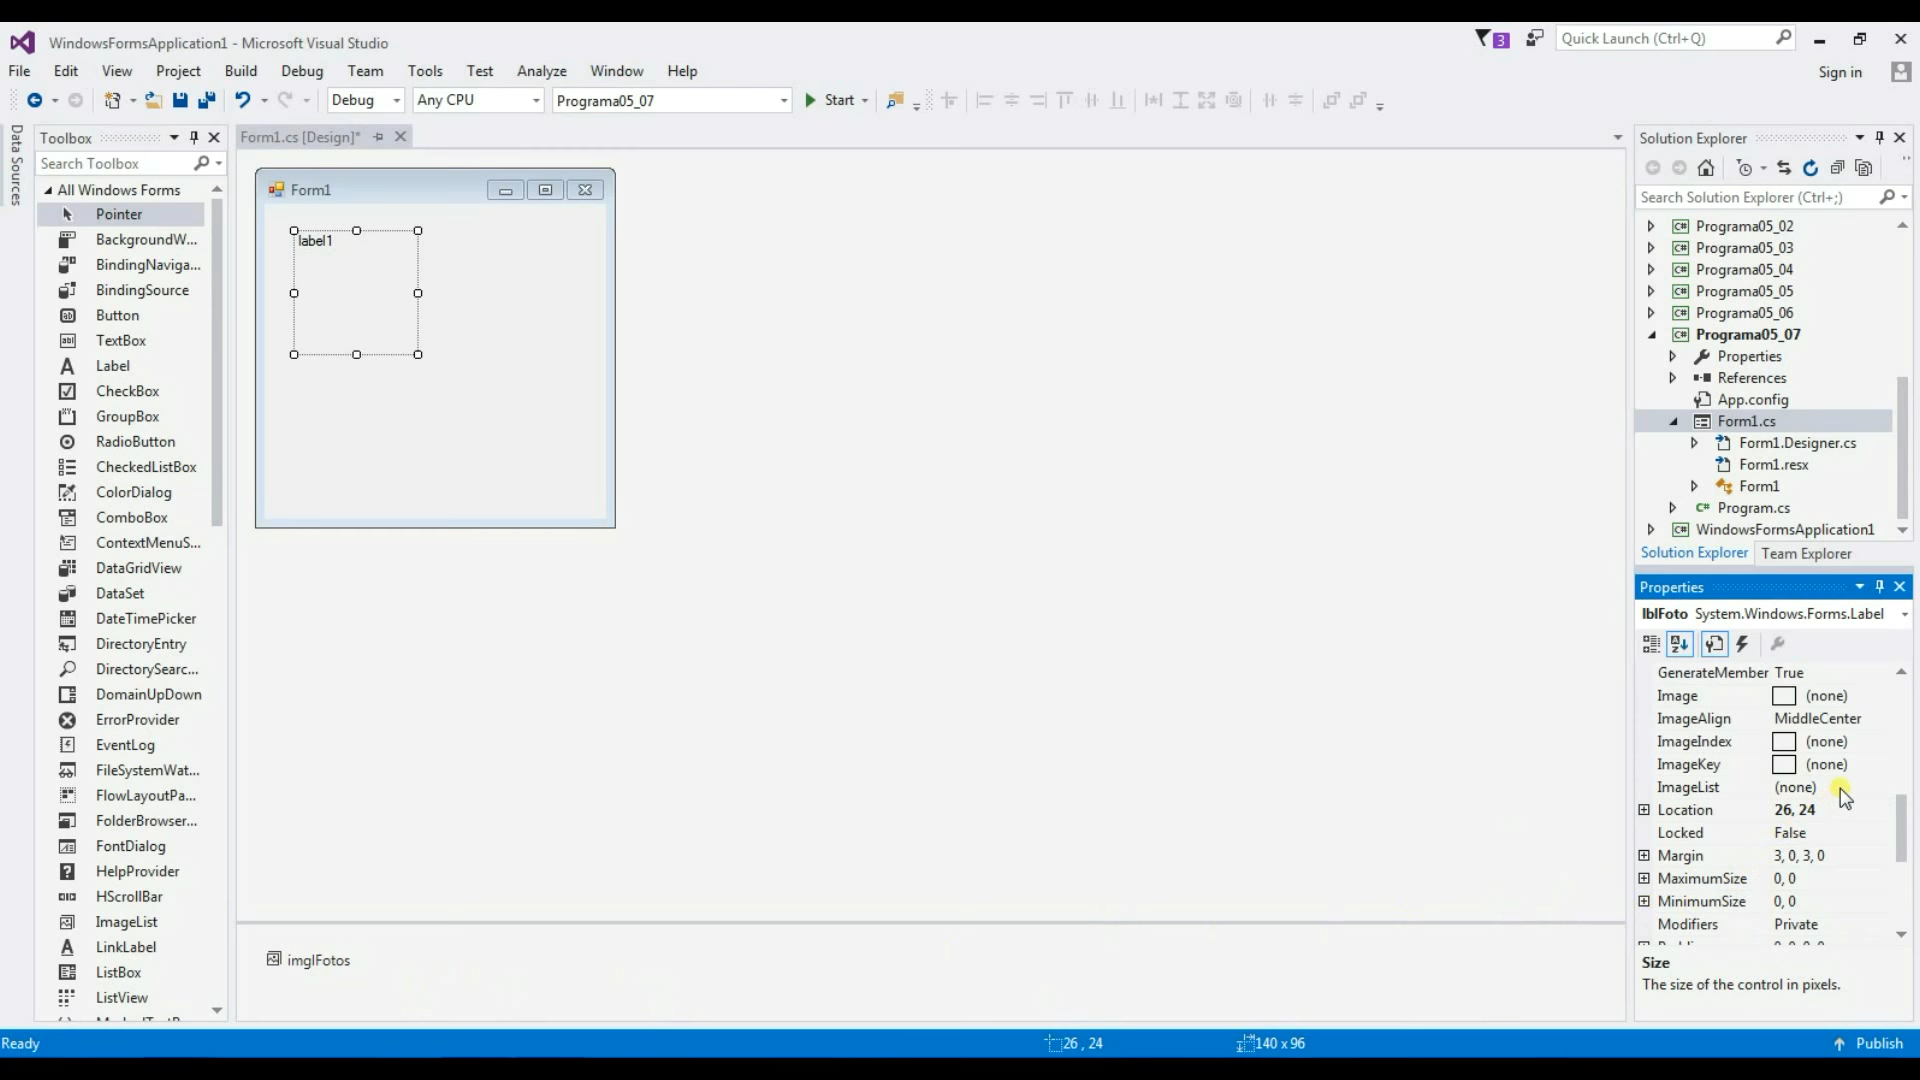 WindowsFormsApplication1 - Microsoft Visual Studio
3
Quick Launch (Ctrl+Q)
File Edit View Project Build Debug Team Tools Test Analyze Window Help
Sign in
Debug
Any CPU
Programa05_07
Start
Data Sources
Toolbox
Search Toolbox
All Windows Forms
Pointer
BackgroundW...
BindingNaviga...
BindingSource
Button
TextBox
Label
CheckBox
GroupBox
RadioButton
CheckedListBox
ColorDialog
ComboBox
ContextMenuS...
DataGridView
DataSet
DateTimePicker
DirectoryEntry
DirectorySearc...
DomainUpDown
ErrorProvider
EventLog
FileSystemWat...
FlowLayoutPa...
FolderBrowser...
FontDialog
HelpProvider
HScrollBar
ImageList
LinkLabel
ListBox
ListView
Form1.cs [Design]*
Form1
label1
imglFotos
Solution Explorer
Search Solution Explorer (Ctrl+;)
Programa05_02
Programa05_03
Programa05_04
Programa05_05
Programa05_06
Programa05_07
Properties
References
App.config
Form1.cs
Form1.Designer.cs
Form1.resx
Form1
Program.cs
WindowsFormsApplication1
Solution Explorer Team Explorer
Properties
lblFoto System.Windows.Forms.Label
GenerateMember True
Image (none)
ImageAlign MiddleCenter
ImageIndex (none)
ImageKey (none)
ImageList (none)
Location 26, 24
Locked False
Margin 3, 0, 3, 0
MaximumSize 0, 0
MinimumSize 0, 0
Modifiers Private
Size
The size of the control in pixels.
Ready
26 , 24
140 x 96
Publish